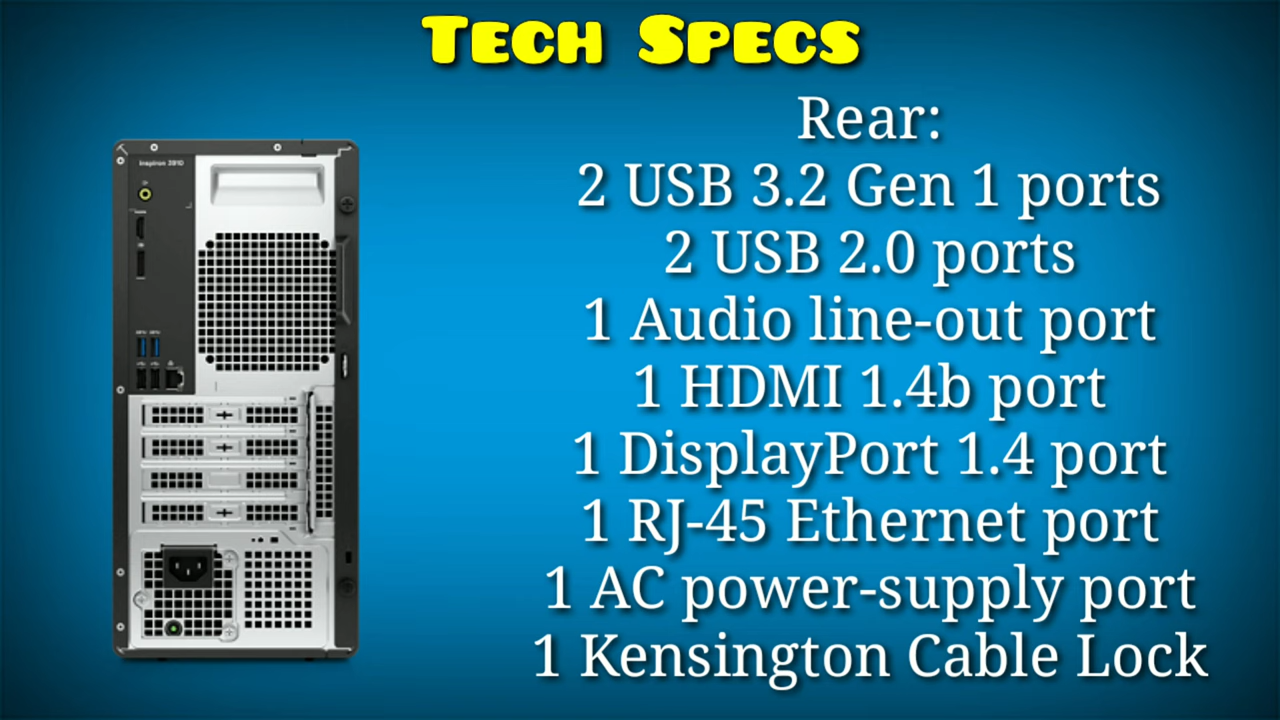 Tech Specs
Inspiron 3910
Rear:
2 USB 3.2 Gen 1 ports
2 USB 2.0 ports
1 Audio line-out port
1 HDMI 1.4b port
1 DisplayPort 1.4 port
1 RJ-45 Ethernet port
1 AC power-supply port
1 Kensington Cable Lock